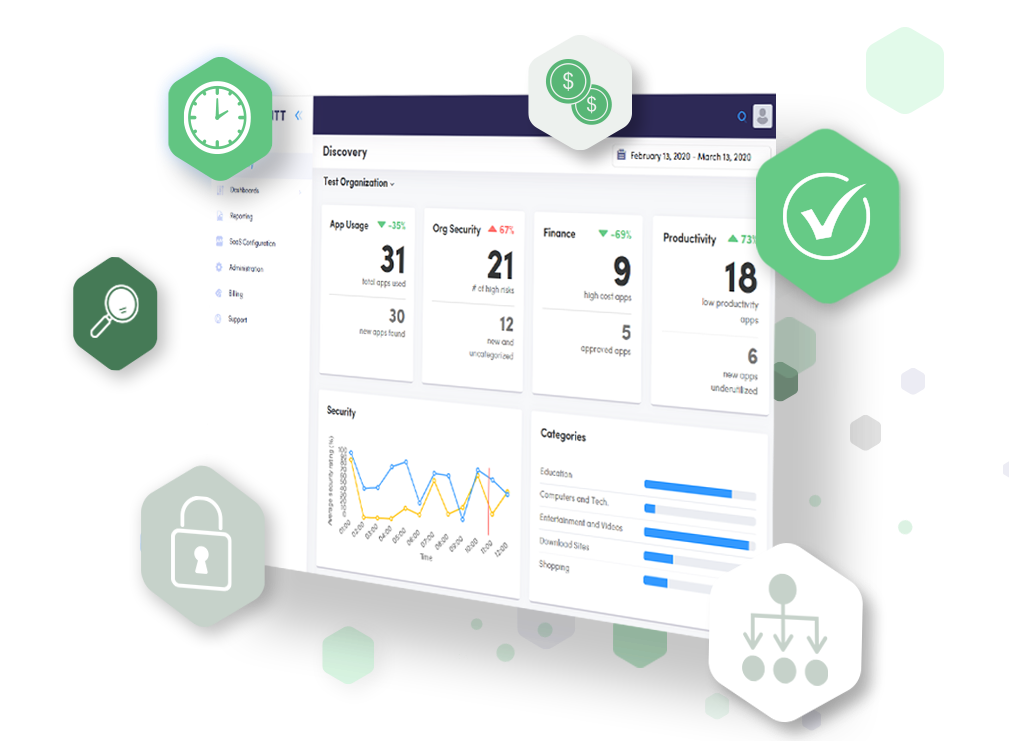 Discovery
February 13, 2020 - March 13, 2020
Test Organization
Dashboards
Reporting
SaaS Configuration
Administration
Billing
Support
App Usage -35%
31
total apps used
30
new apps found
Org Security 67%
21
# of high risks
12
new and
uncategorized
Finance -69%
9
high cost apps
5
approved apps
Productivity 73%
18
low productivity
apps
6
new apps
underutilized
Security
Average security rating (%)
100
90
80
70
60
50
40
30
20
10
0
01:00
02:00
03:00
04:00
05:00
06:00
07:00
08:00
09:00
10:00
11:00
12:00
Time
Categories
Education
Computers and Tech.
Entertainment and Videos
Download Sites
Shopping
$
$